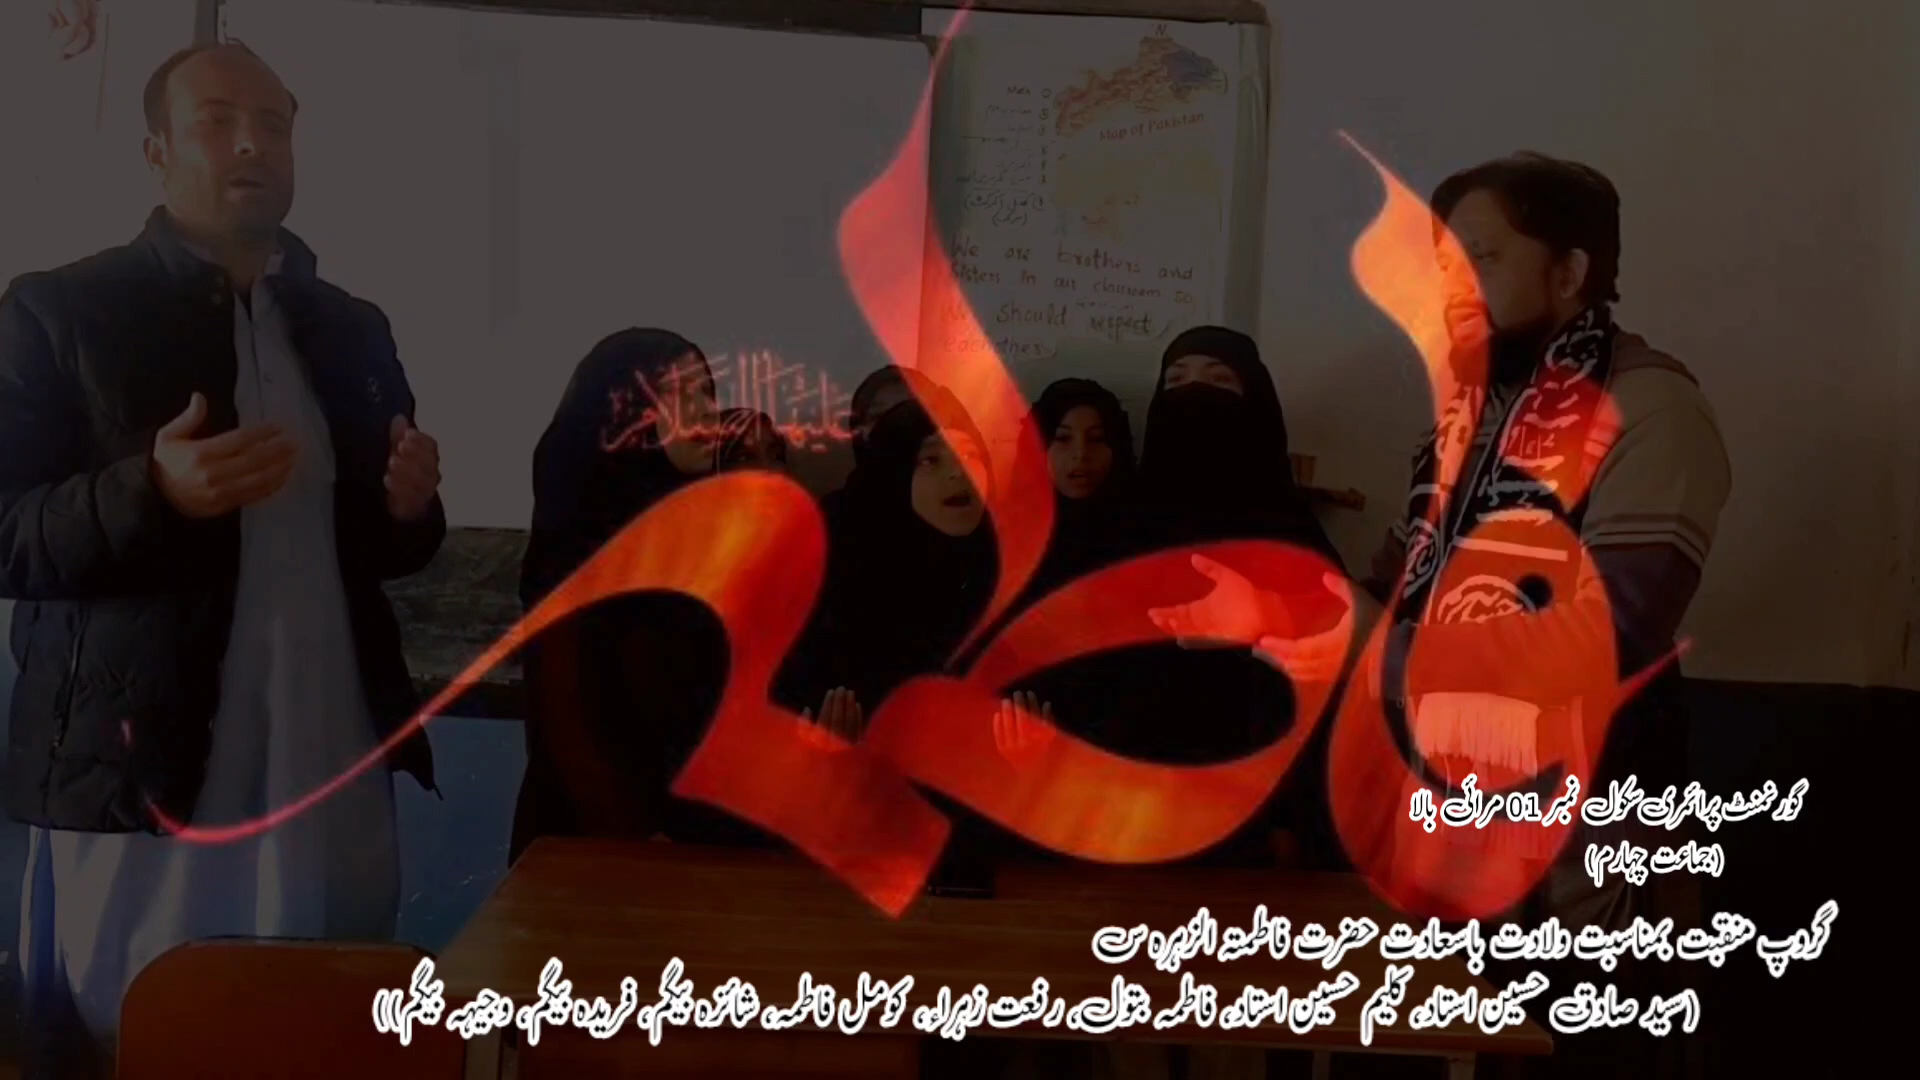 N
Map of Pakistan
We are brothers and
Sisters in our classroom so
We should respect
each other
فاطمہ
علیہا السلام
گورنمنٹ پرائمری سکول نمبر 01 مرائی بالا
(جماعت چہارم)
گروپ منقبت بمناسبت ولادت باسعادت حضرت فاطمتہ الزہرہ س
(سید صادق حسین استاد، کلیم حسین استاد، فاطمہ بتول، رفعت زہراء، کومل فاطمہ، شائزہ بیگم، فریدہ بیگم، وجیہہ بیگم))